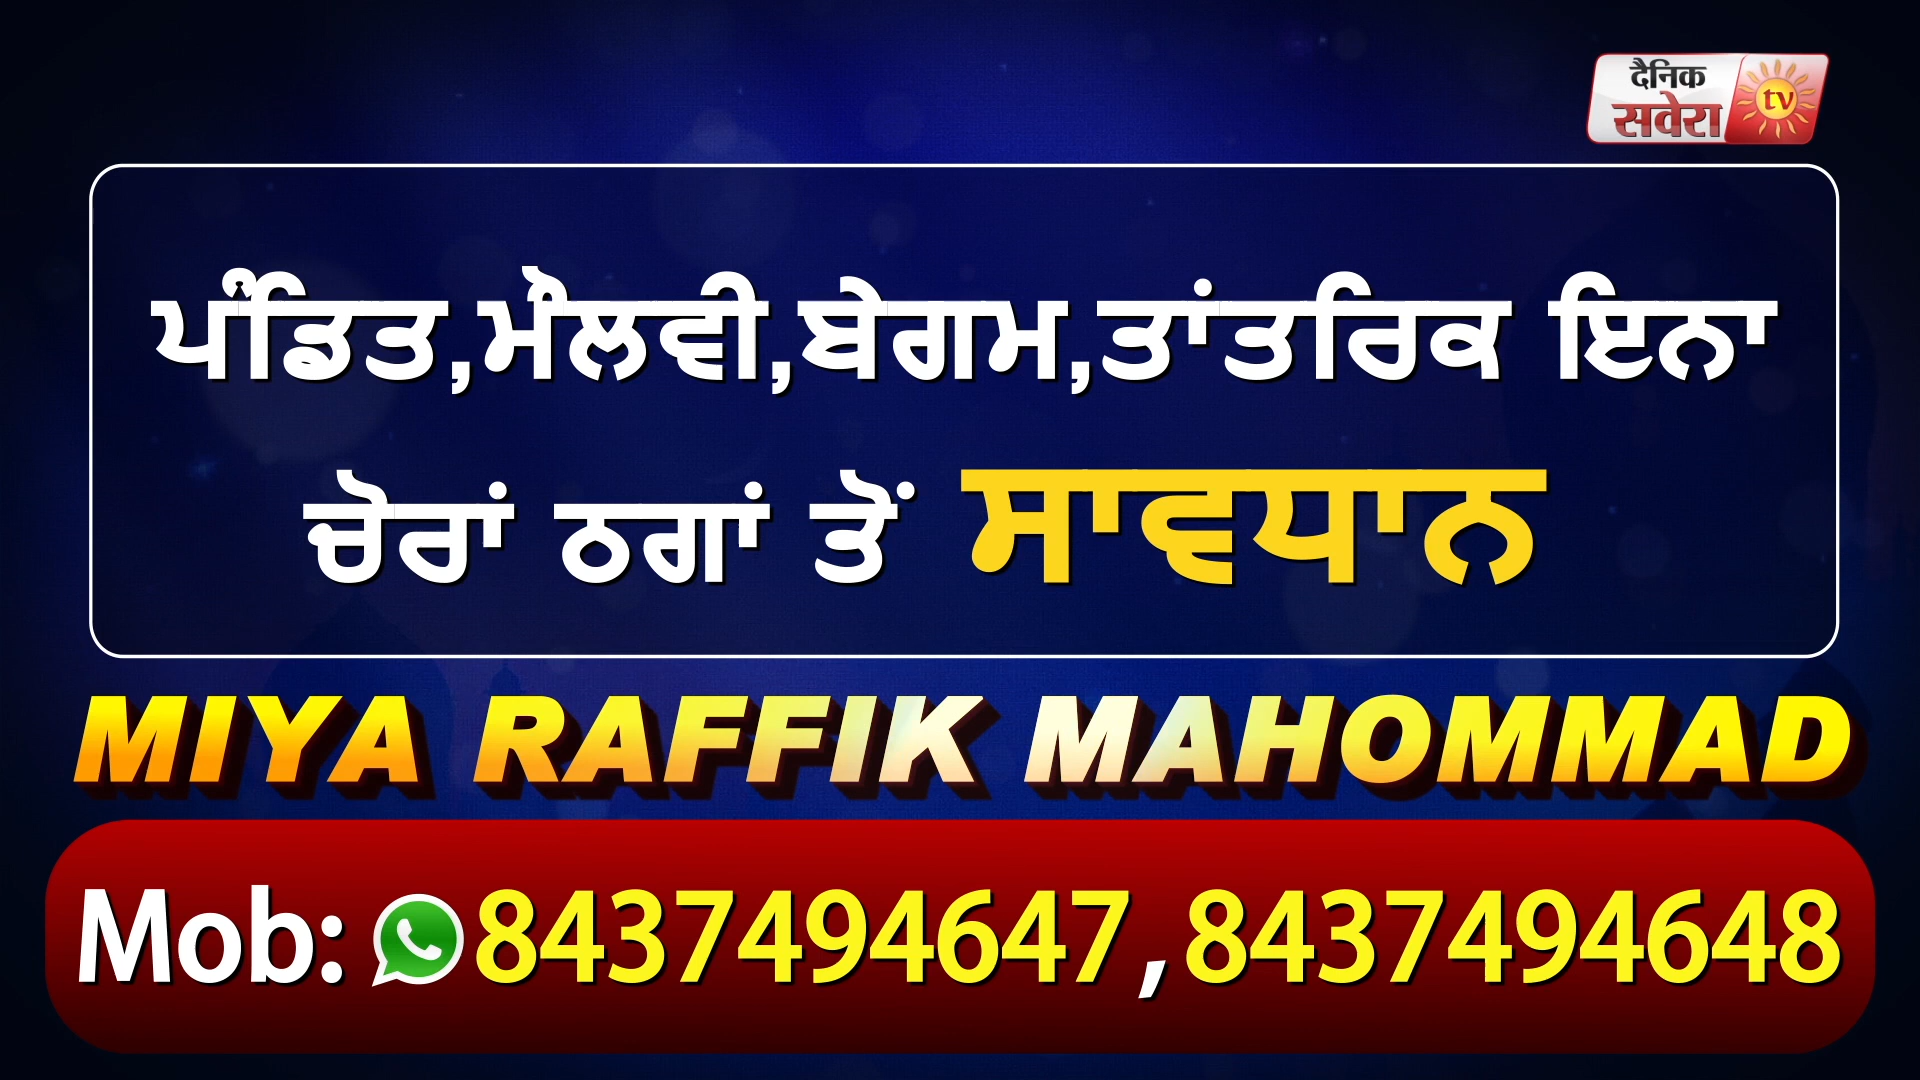 दैनिक
सवेरा tv
ਪੰਡਿਤ,ਮੌਲਵੀ,ਬੇਗਮ,ਤਾਂਤਰਿਕ ਇਨਾ
ਚੋਰਾਂ ਠਗਾਂ ਤੋਂ ਸਾਵਧਾਨ
MIYA RAFFIK MAHOMMAD
Mob: 8437494647, 8437494648